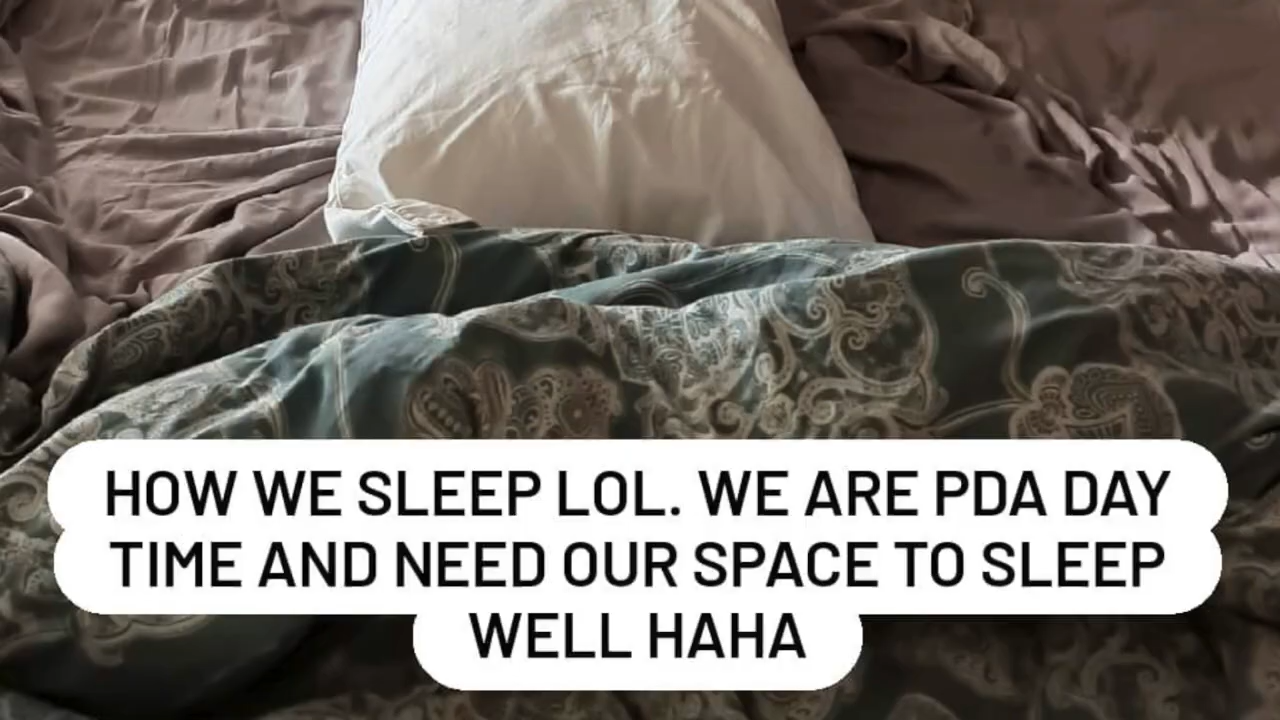 HOW WE SLEEP LOL. WE ARE PDA DAY
TIME AND NEED OUR SPACE TO SLEEP
WELL HAHA